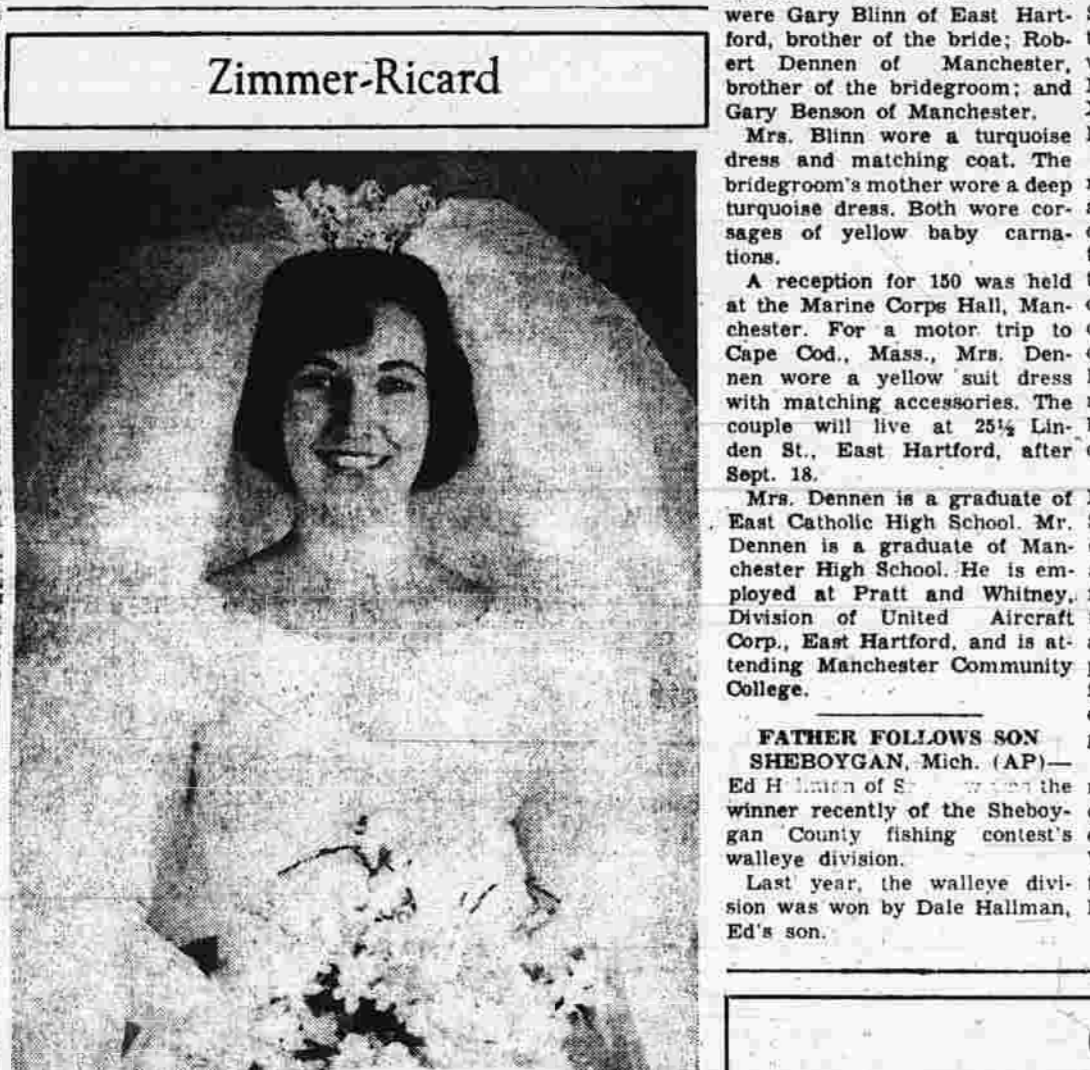 Zimmer-Ricard
were Gary Blinn of East Hart-
ford, brother of the bride; Rob-
ert Dennen of Manchester,
brother of the bridegroom; and
Gary Benson of Manchester.
Mrs. Blinn wore a turquoise
dress and matching coat. The
bridegroom's mother wore a deep
turquoise dress. Both wore cor-
sages of yellow baby carna-
tions.
A reception for 150 was held
at the Marine Corps Hall, Man-
chester. For a motor trip to
Cape Cod., Mass., Mrs. Den-
nen wore a yellow suit dress
with matching accessories. The
couple will live at 25½ Lin-
den St., East Hartford, after
Sept. 18.
Mrs. Dennen is a graduate of
East Catholic High School. Mr.
Dennen is a graduate of Man-
chester High School. He is em-
ployed at Pratt and Whitney,
Division of United Aircraft
Corp., East Hartford, and is at-
tending Manchester Community
College.
FATHER FOLLOWS SON
SHEBOYGAN, Mich. (AP)—
Ed of the
winner recently of the Sheboy-
gan County fishing contest's
walleye division.
Last year, the walleye divi-
sion was won by Dale Hallman,
Ed's son.